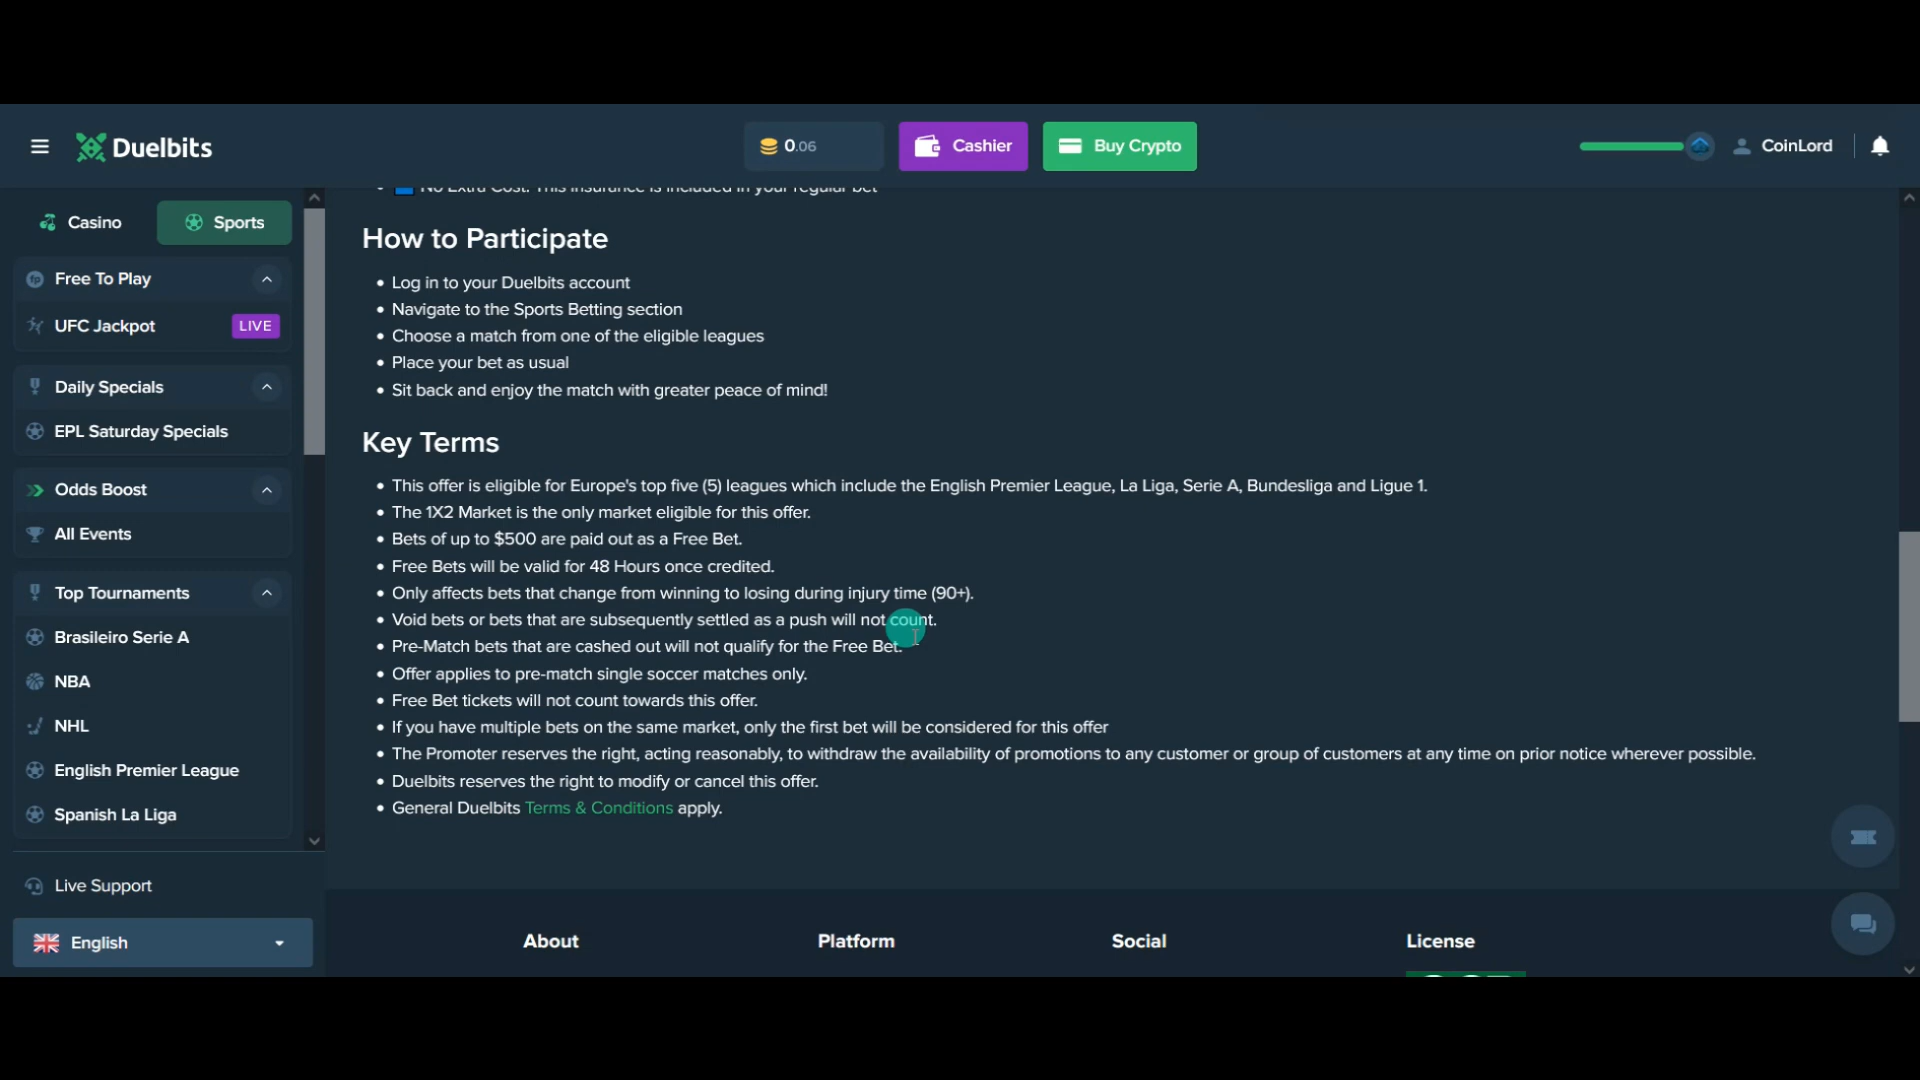 Duelbits
0.06
Cashier
Buy Crypto
CoinLord
Casino
Sports
Free To Play
UFC Jackpot
LIVE
Daily Specials
EPL Saturday Specials
Odds Boost
All Events
Top Tournaments
Brasileiro Serie A
NBA
NHL
English Premier League
Spanish La Liga
Live Support
English
• No Extra Cost: This insurance is included in your regular bet
How to Participate
• Log in to your Duelbits account
• Navigate to the Sports Betting section
• Choose a match from one of the eligible leagues
• Place your bet as usual
• Sit back and enjoy the match with greater peace of mind!
Key Terms
• This offer is eligible for Europe's top five (5) leagues which include the English Premier League, La Liga, Serie A, Bundesliga and Ligue 1.
• The 1X2 Market is the only market eligible for this offer.
• Bets of up to $500 are paid out as a Free Bet.
• Free Bets will be valid for 48 Hours once credited.
• Only affects bets that change from winning to losing during injury time (90+).
• Void bets or bets that are subsequently settled as a push will not count.
• Pre-Match bets that are cashed out will not qualify for the Free Bet.
• Offer applies to pre-match single soccer matches only.
• Free Bet tickets will not count towards this offer.
• If you have multiple bets on the same market, only the first bet will be considered for this offer
• The Promoter reserves the right, acting reasonably, to withdraw the availability of promotions to any customer or group of customers at any time on prior notice wherever possible.
• Duelbits reserves the right to modify or cancel this offer.
• General Duelbits Terms & Conditions apply.
About
Platform
Social
License